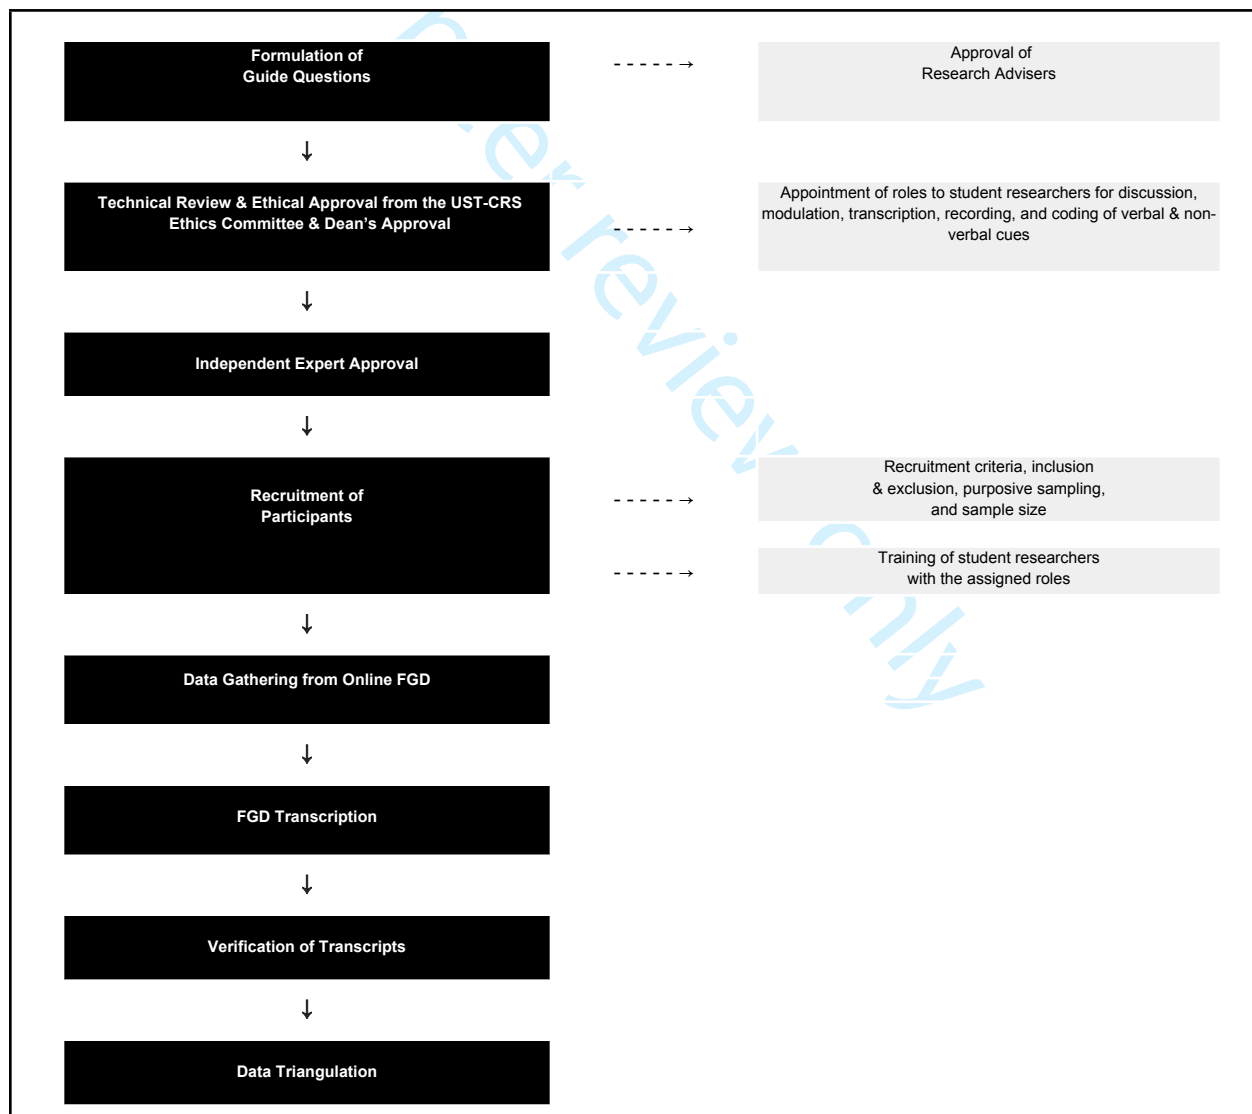 Formulation of
Guide Questions
- - - - - →
Approval of
Research Advisers
↓
Technical Review & Ethical Approval from the UST-CRS
Ethics Committee & Dean's Approval
- - - - - →
Appointment of roles to student researchers for discussion,
modulation, transcription, recording, and coding of verbal & non-
verbal cues
↓
Independent Expert Approval
↓
Recruitment of
Participants
- - - - - →
Recruitment criteria, inclusion
& exclusion, purposive sampling,
and sample size
- - - - - →
Training of student researchers
with the assigned roles
↓
Data Gathering from Online FGD
↓
FGD Transcription
↓
Verification of Transcripts
↓
Data Triangulation
er review only